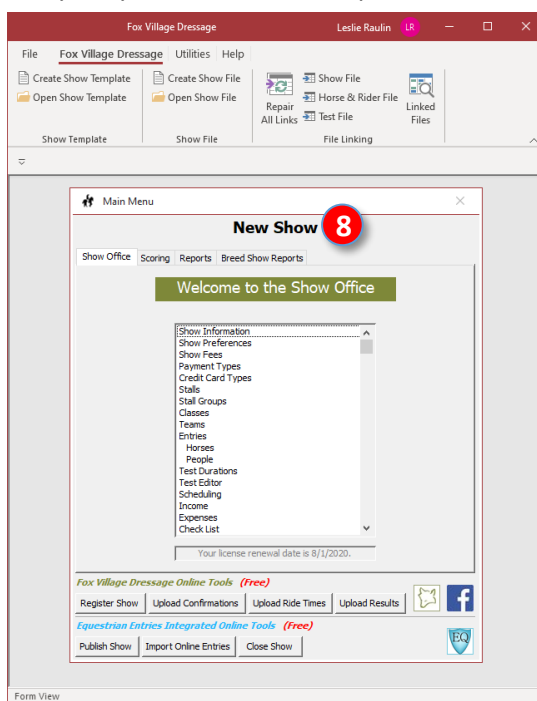 Fox Village Dressage Leslie Raulin LR
File Fox Village Dressage Utilities Help
Create Show Template
Open Show Template
Show Template
Create Show File
Open Show File
Show File
Repair All Links
Show File
Horse & Rider File
Test File
Linked Files
File Linking
Main Menu
New Show 8
Show Office Scoring Reports Breed Show Reports
Welcome to the Show Office
Show Information
Show Preferences
Show Fees
Payment Types
Credit Card Types
Stalls
Stall Groups
Classes
Teams
Entries
Horses
People
Test Durations
Test Editor
Scheduling
Income
Expenses
Check List
Your license renewal date is 8/1/2020.
Fox Village Dressage Online Tools (Free)
Register Show Upload Confirmations Upload Ride Times Upload Results f
Equestrian Entries Integrated Online Tools (Free)
Publish Show Import Online Entries Close Show EQ
Form View